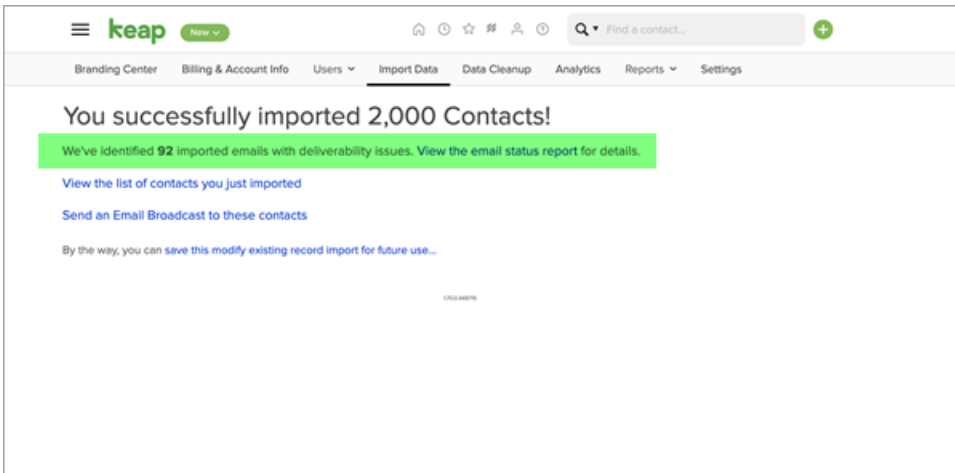 keap New
Find a contact...
Branding Center Billing & Account Info Users Import Data Data Cleanup Analytics Reports Settings
You successfully imported 2,000 Contacts!
We've identified 92 imported emails with deliverability issues. View the email status report for details.
View the list of contacts you just imported
Send an Email Broadcast to these contacts
By the way, you can save this modify existing record import for future use...